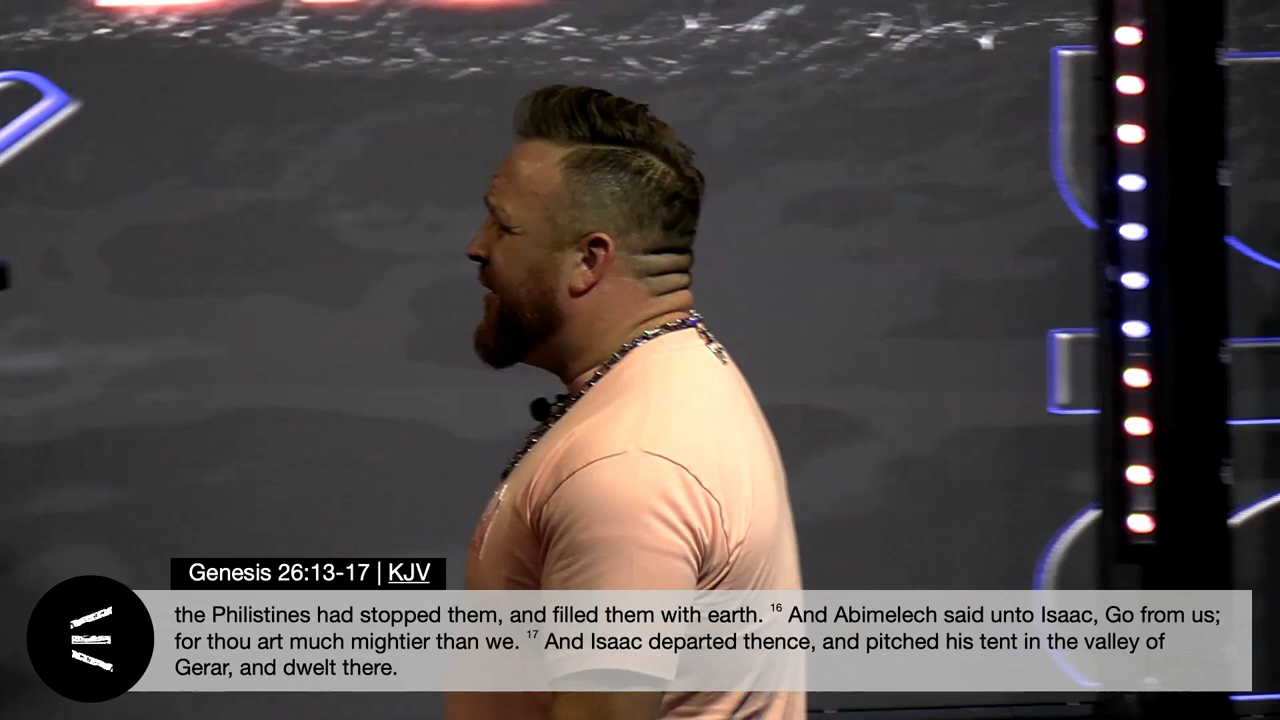 Genesis 26:13-17 | KJV
the Philistines had stopped them, and filled them with earth. 16 And Abimelech said unto Isaac, Go from us;
for thou art much mightier than we. 17 And Isaac departed thence, and pitched his tent in the valley of
Gerar, and dwelt there.